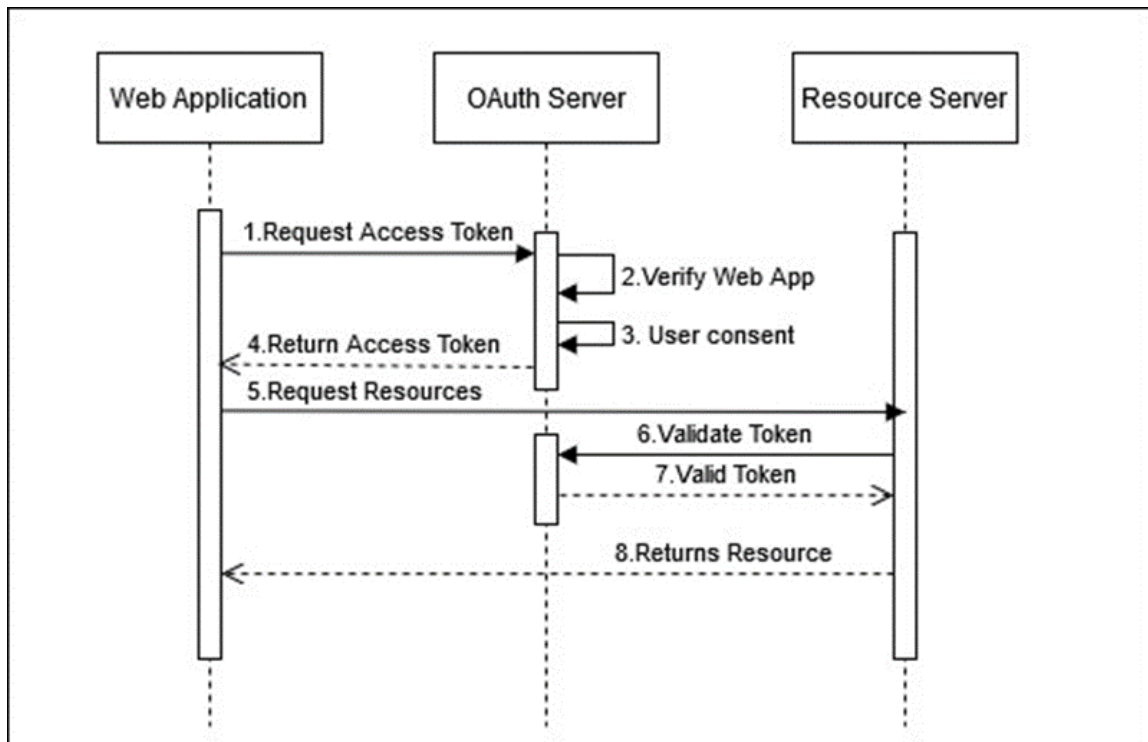 Web Application
OAuth Server
Resource Server
1.Request Access Token
2.Verify Web App
3. User consent
4.Return Access Token
5.Request Resources
6.Validate Token
7.Valid Token
8.Returns Resource